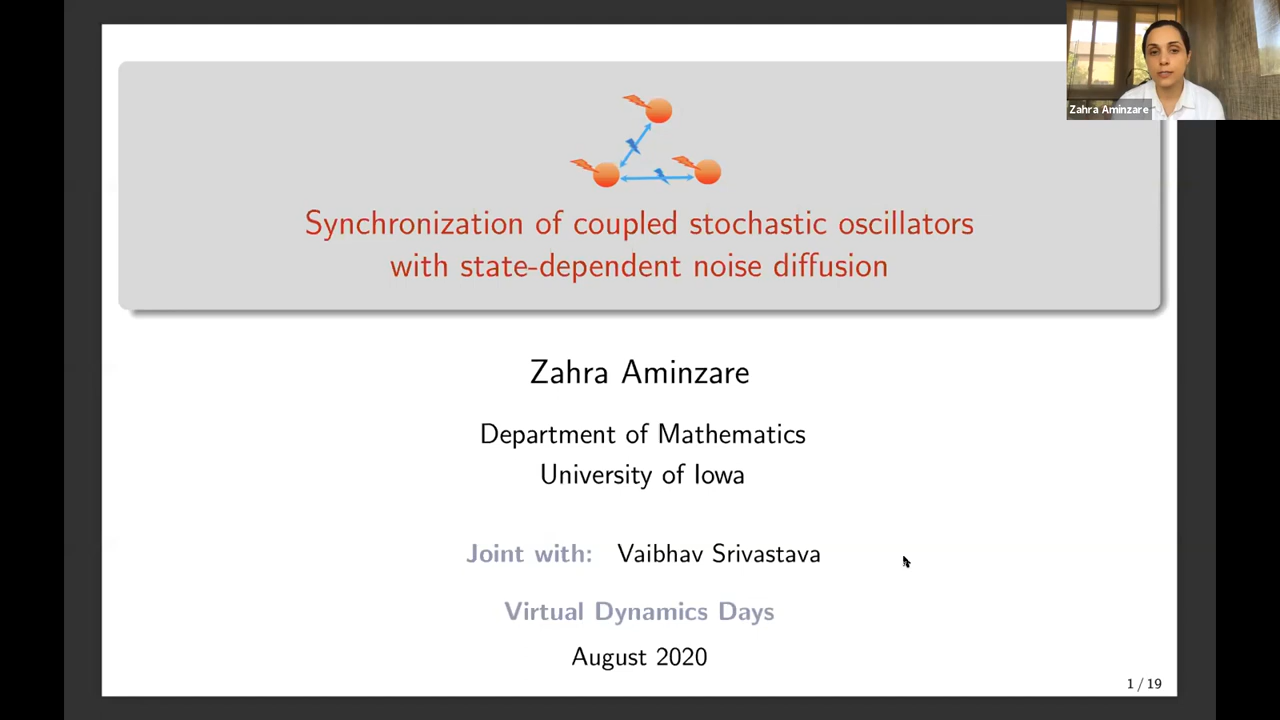 Zahra Aminzare
Synchronization of coupled stochastic oscillators
with state-dependent noise diffusion
Zahra Aminzare
Department of Mathematics
University of Iowa
Joint with: Vaibhav Srivastava
Virtual Dynamics Days
August 2020
1 / 19